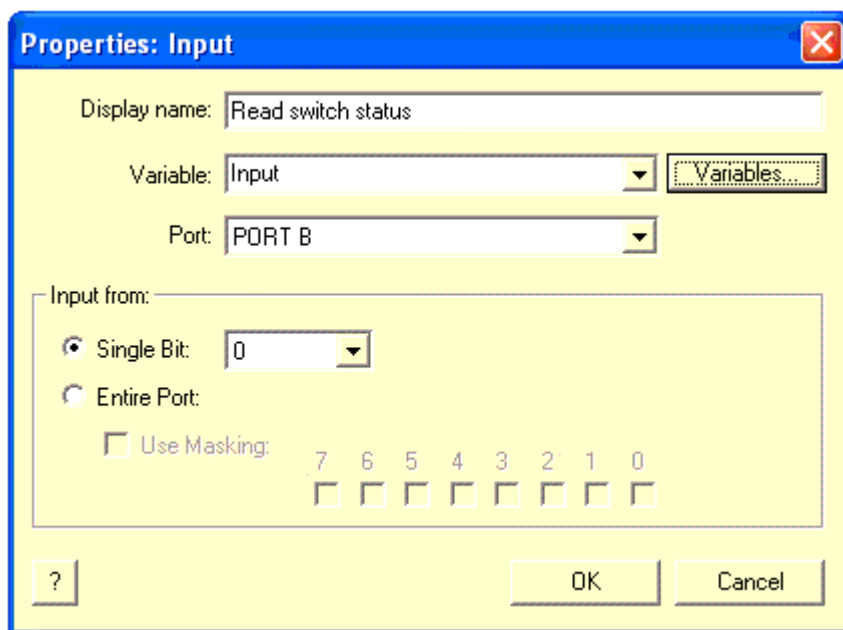 Properties: Input
Display name: Read switch status
Variable: Input Variables...
Port: PORT B
Input from:
Single Bit: 0
Entire Port:
Use Masking:
7 6 5 4 3 2 1 0
? OK Cancel